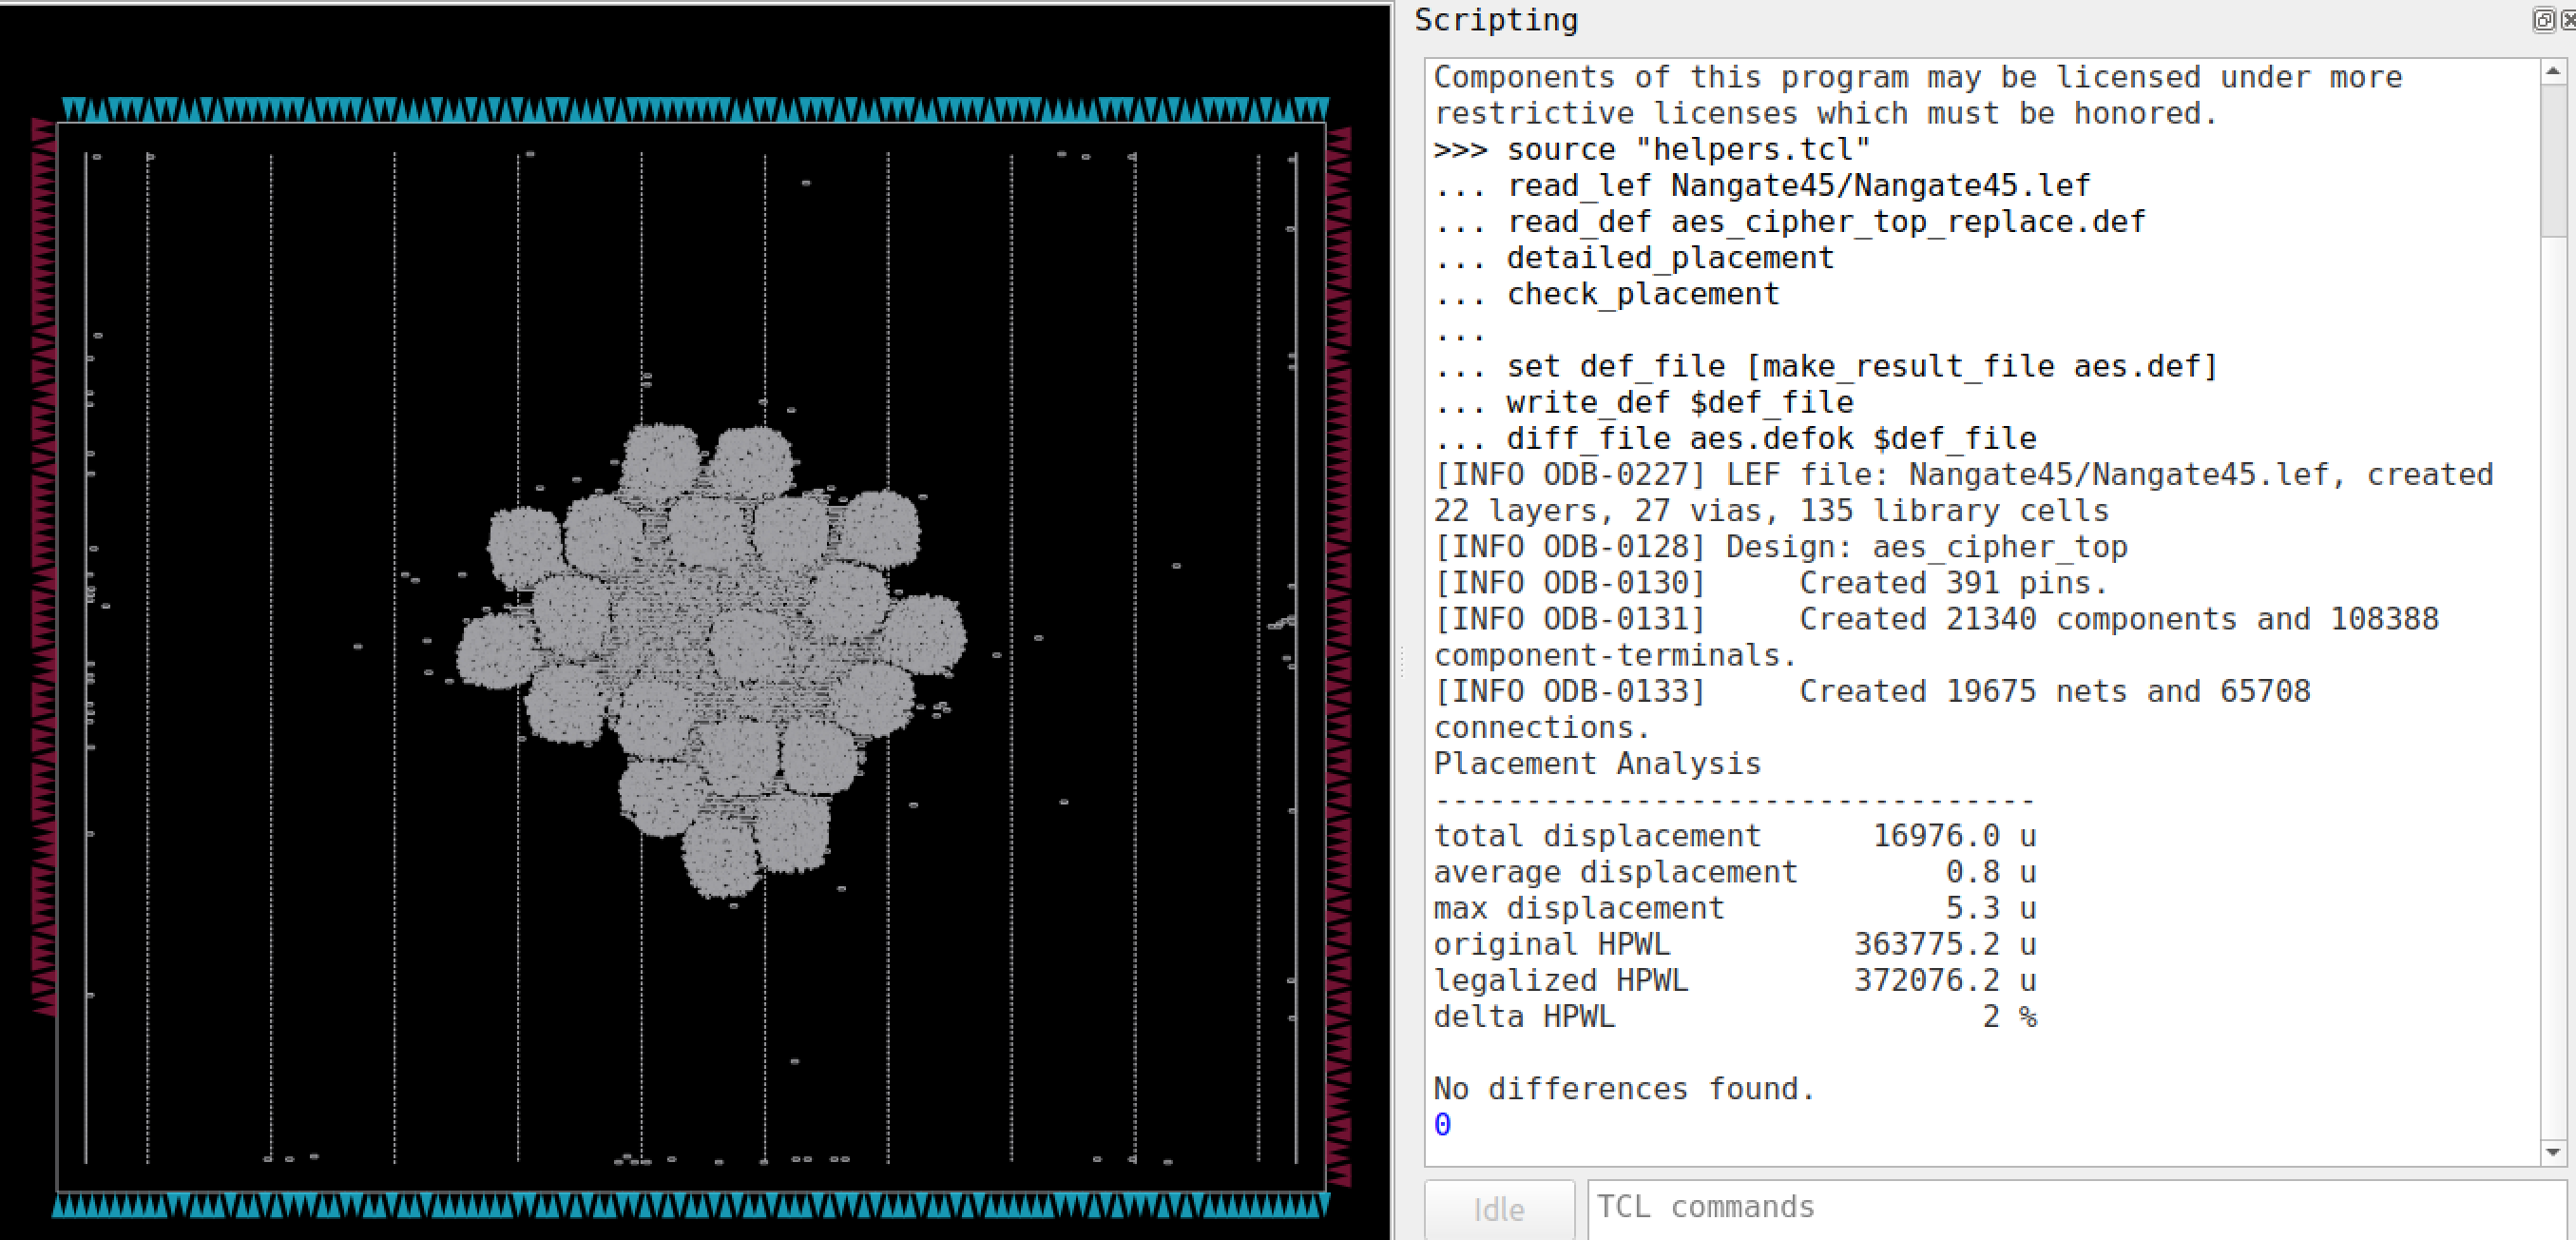 Scripting
Components of this program may be licensed under more
restrictive licenses which must be honored.
>>> source "helpers.tcl"
... read_lef Nangate45/Nangate45.lef
... read_def aes_cipher_top_replace.def
... detailed_placement
... check_placement
...
... set def_file [make_result_file aes.def]
... write_def $def_file
... diff_file aes.defok $def_file
[INFO ODB-0227] LEF file: Nangate45/Nangate45.lef, created
22 layers, 27 vias, 135 library cells
[INFO ODB-0128] Design: aes_cipher_top
[INFO ODB-0130]     Created 391 pins.
[INFO ODB-0131]     Created 21340 components and 108388
component-terminals.
[INFO ODB-0133]     Created 19675 nets and 65708
connections.
Placement Analysis
---------------------------------
total displacement      16976.0 u
average displacement        0.8 u
max displacement            5.3 u
original HPWL          363775.2 u
legalized HPWL         372076.2 u
delta HPWL                    2 %
No differences found.
0
Idle
TCL commands